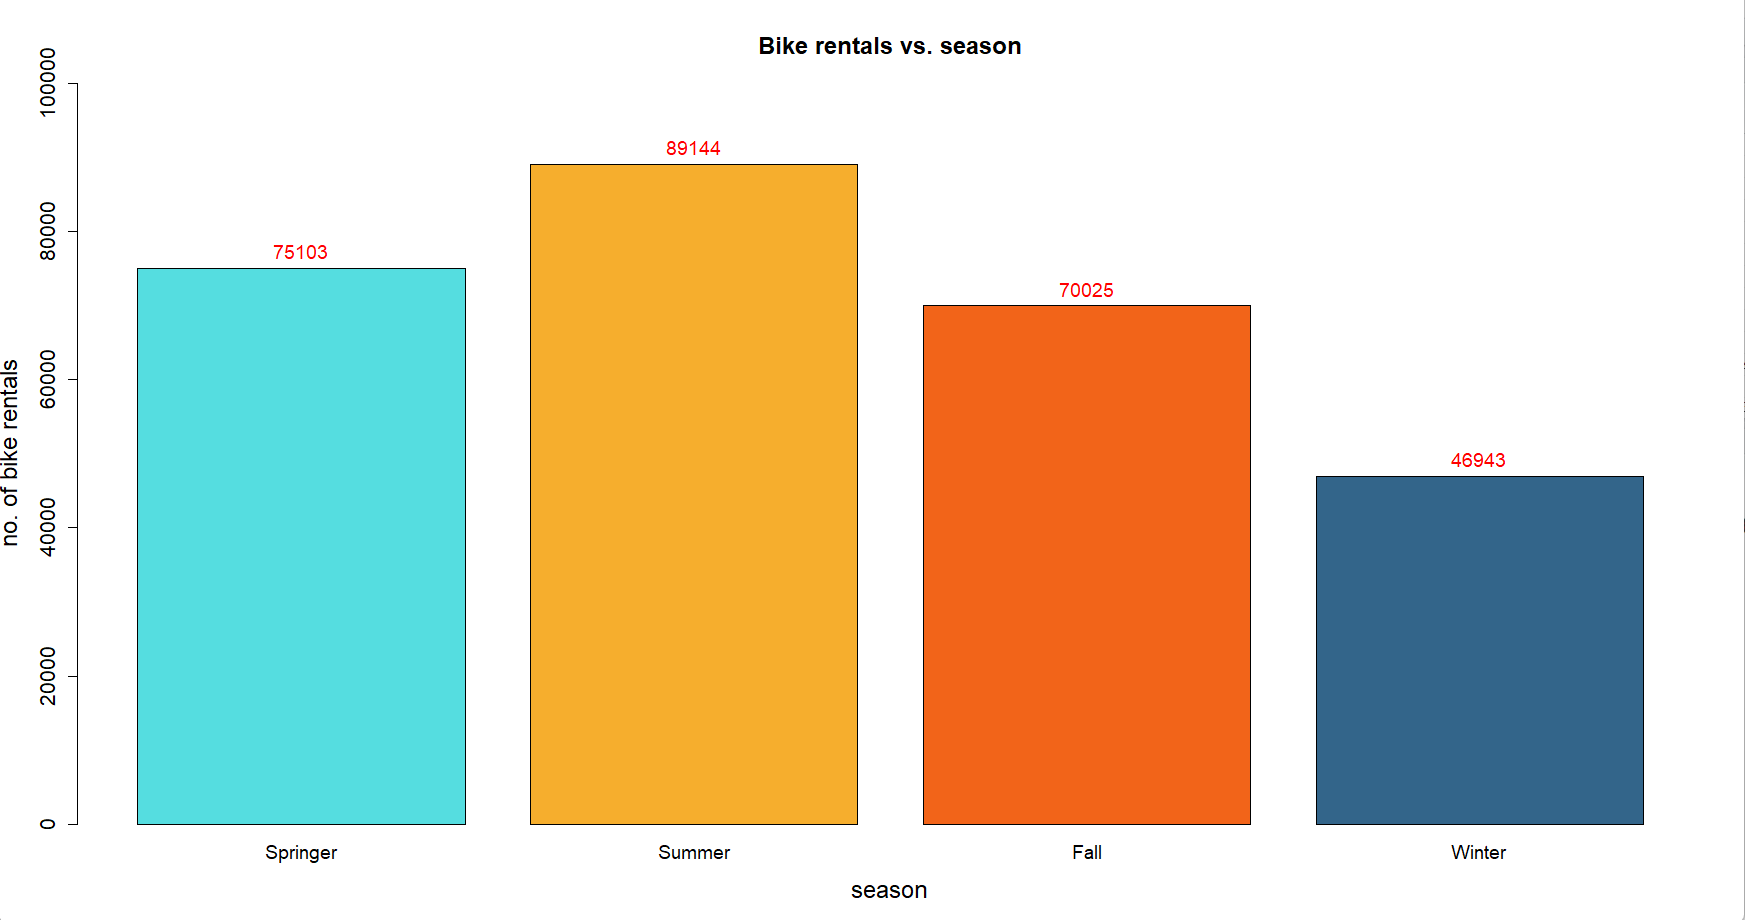 Bike rentals vs. season
no. of bike rentals
100000
80000
60000
40000
20000
0
75103
89144
70025
46943
Springer
Summer
Fall
Winter
season